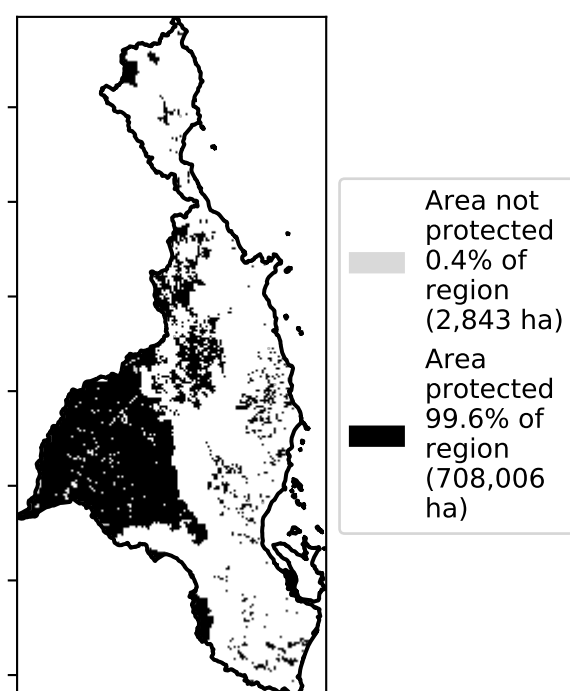 Area not
protected
0.4% of
region
(2,843 ha)
Area
protected
99.6% of
region
(708,006
ha)